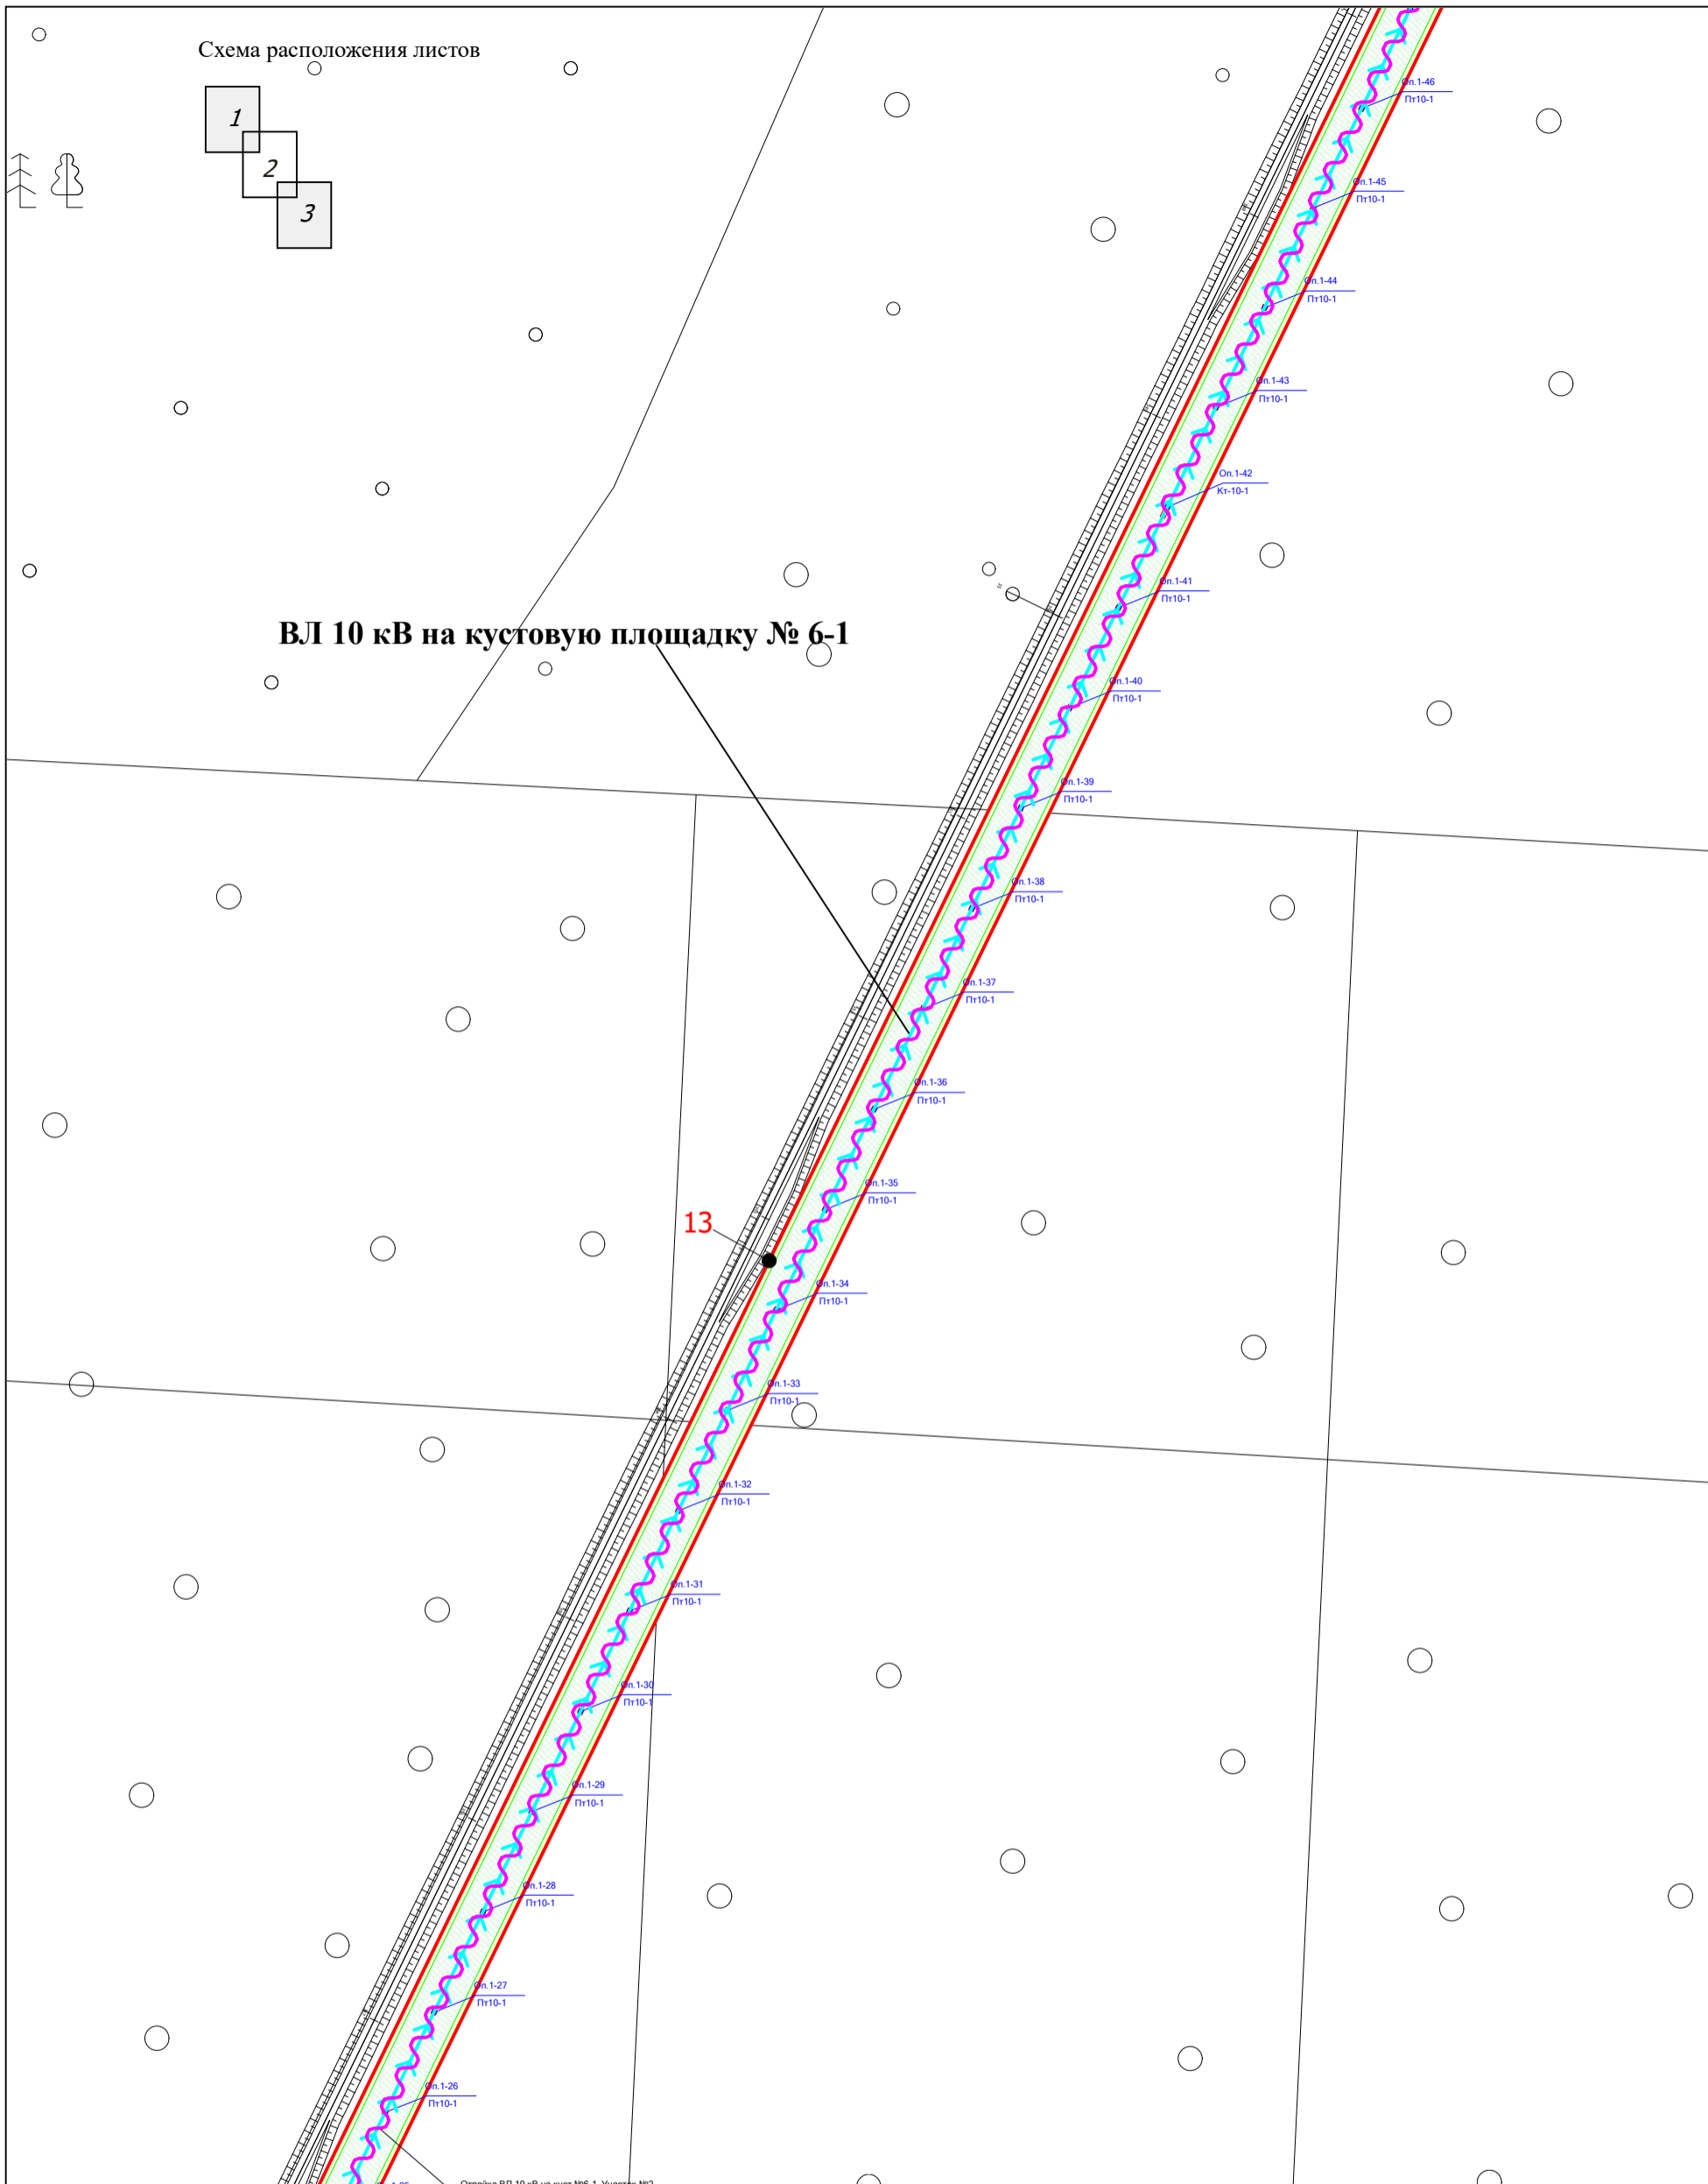 Схема расположения листов
1
2
3
Оп.1-46
Пт10-1
Оп.1-45
Пт10-1
Оп.1-44
Пт10-1
Оп.1-43
Пт10-1
Оп.1-42
Кт-10-1
Оп.1-41
Пт10-1
ВЛ 10 кВ на кустовую площадку № 6-1
Оп.1-40
Пт10-1
Оп.1-39
Пт10-1
Оп.1-38
Пт10-1
Оп.1-37
Пт10-1
Оп.1-36
Пт10-1
Оп.1-35
Пт10-1
13
Оп.1-34
Пт10-1
Оп.1-33
Пт10-1
Оп.1-32
Пт10-1
Оп.1-31
Пт10-1
Оп.1-30
Пт10-1
Оп.1-29
Пт10-1
Оп.1-28
Пт10-1
Оп.1-27
Пт10-1
Оп.1-26
Пт10-1